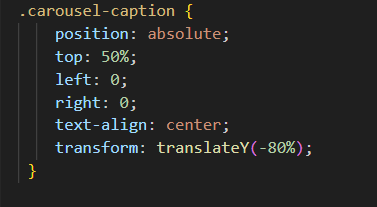 .carousel-caption {
    position: absolute;
    top: 50%;
    left: 0;
    right: 0;
    text-align: center;
    transform: translateY(-80%);
}